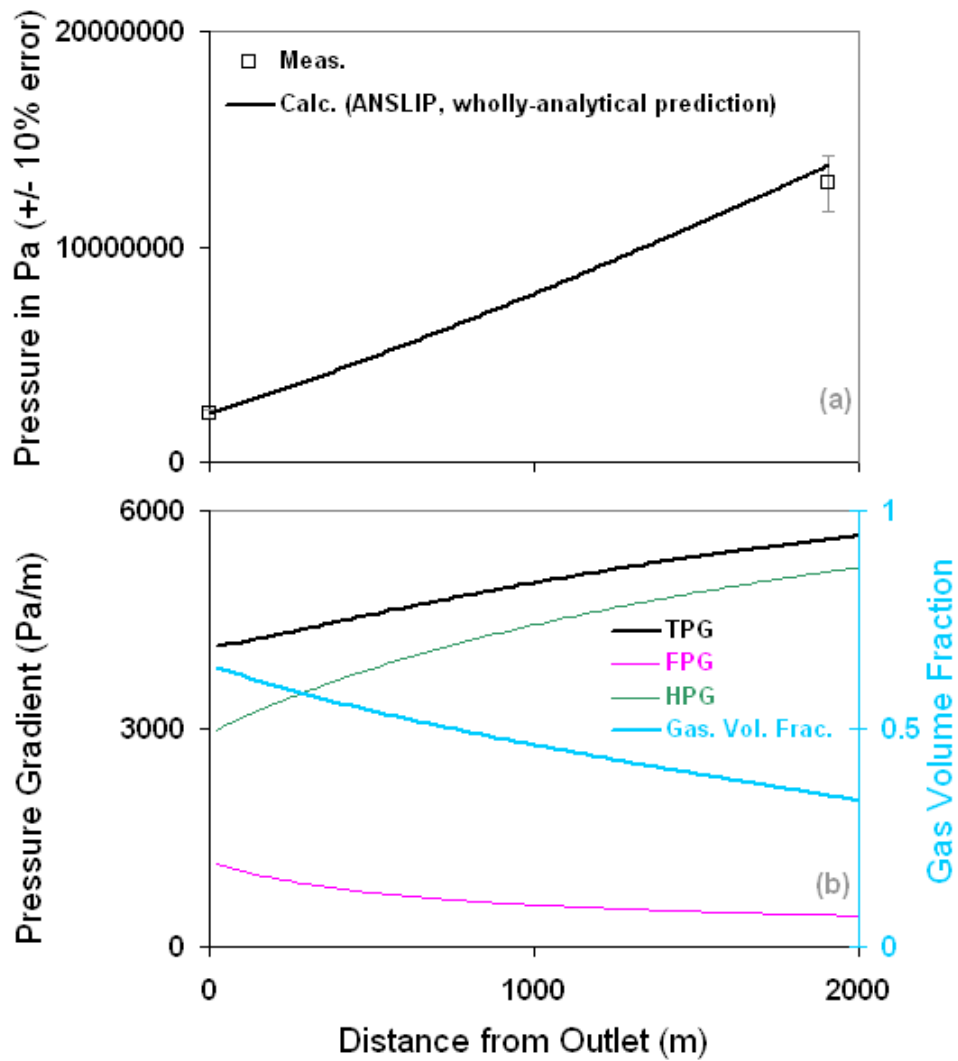 Pressure in Pa (+/- 10% error)
20000000
10000000
0
Meas.
Calc. (ANSLIP, wholly-analytical prediction)
(a)
Pressure Gradient (Pa/m)
6000
3000
0
TPG
FPG
HPG
Gas. Vol. Frac.
(b)
1
0.5
0
Gas Volume Fraction
0
1000
2000
Distance from Outlet (m)